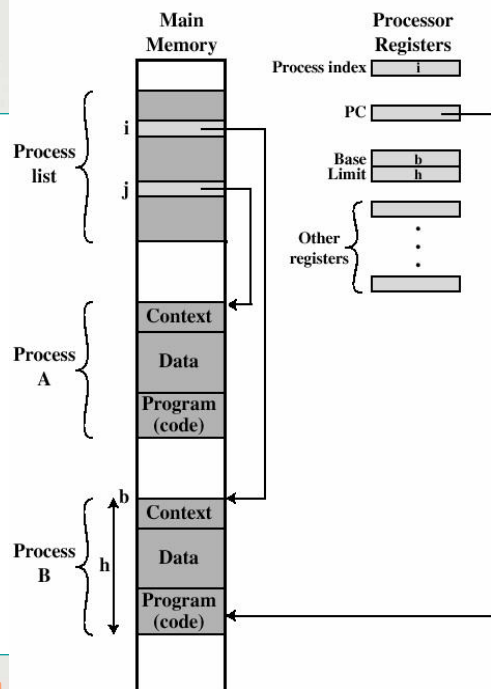 Main
Memory
Processor
Registers
Process index
i
PC
Base
b
Limit
h
Other
registers
Process
list
i
j
Process
A
Context
Data
Program
(code)
Process
B
b
h
Context
Data
Program
(code)